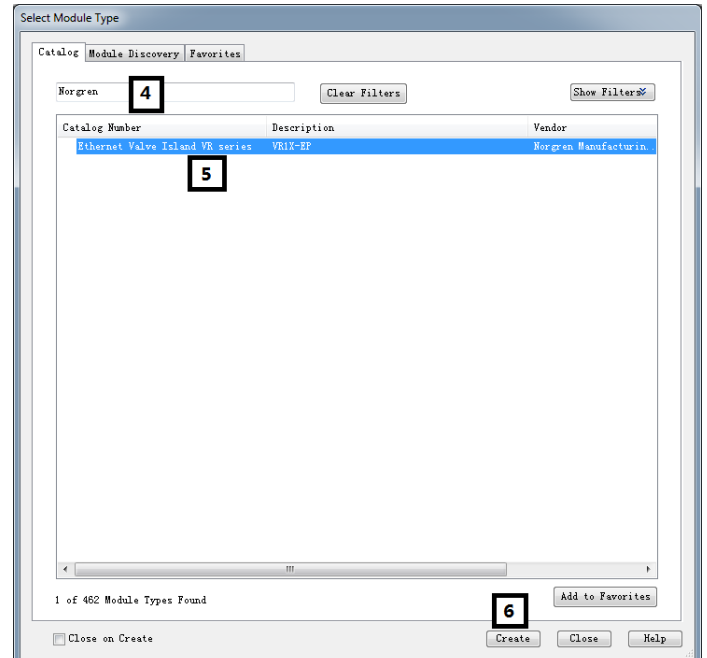 Select Module Type
Catalog Module Discovery Favorites
Norgren 4 Clear Filters Show Filters
Catalog Number Description Vendor
Ethernet Valve Island VR series VR1X-EP Norgren Manufacturin..
5
1 of 462 Module Types Found Add to Favorites
6
Close on Create Create Close Help